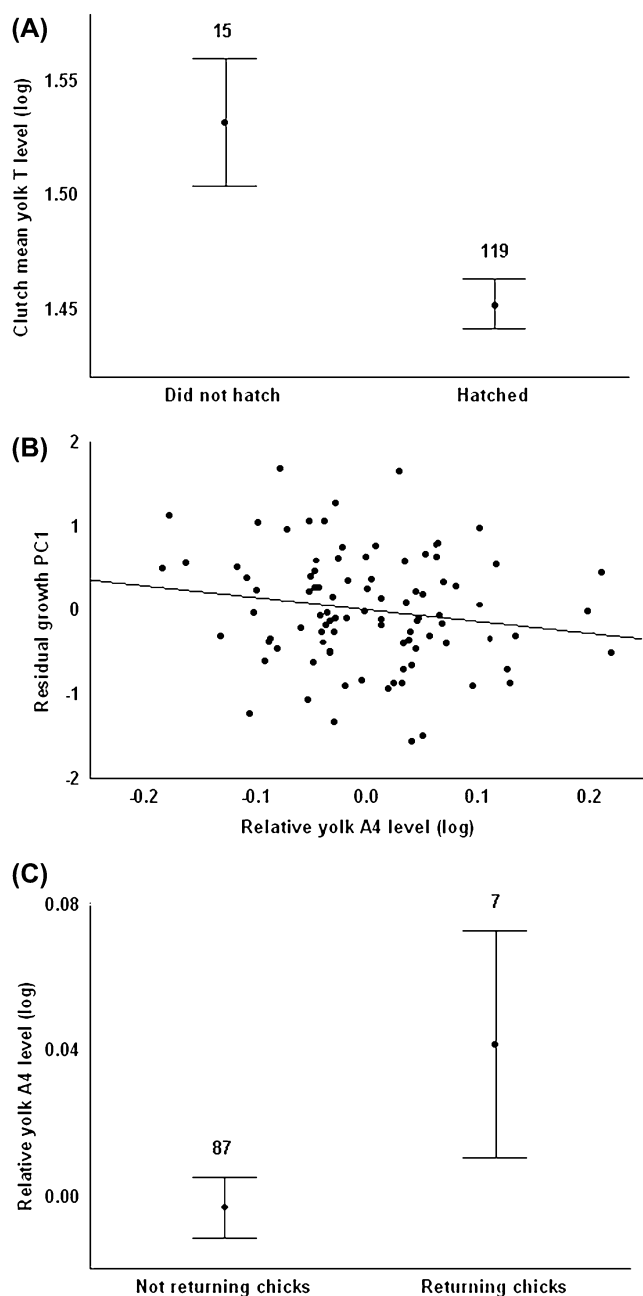 (A)
15
1.55
1.50
119
1.45
Clutch mean yolk T level (log)
Did not hatch Hatched
(B)
2
1
0
-1
-2
Residual growth PC1
-0.2 -0.1 0.0 0.1 0.2
Relative yolk A4 level (log)
(C)
0.08
7
0.04
87
0.00
Relative yolk A4 level (log)
Not returning chicks Returning chicks